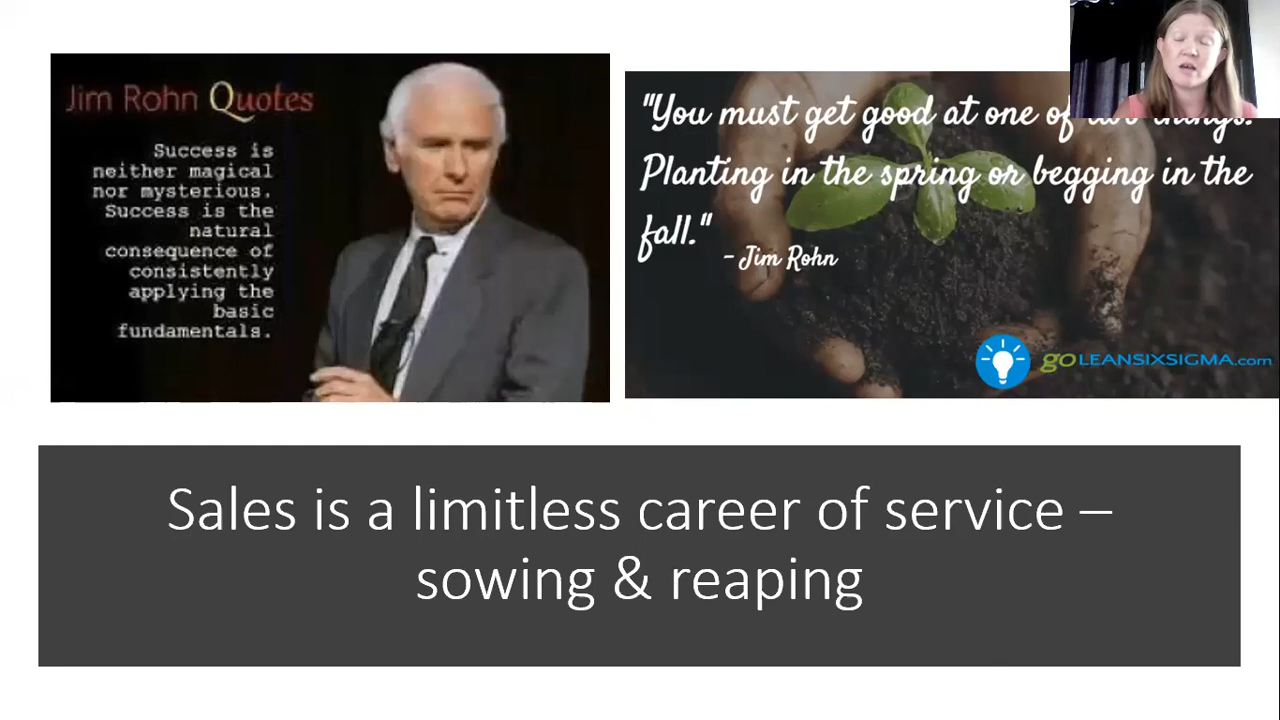 Jim Rohn Quotes
Success is
neither magical
nor mysterious.
Success is the
natural
consequence of
consistently
applying the
basic
fundamentals.
"You must get good at one of
Planting in the spring or begging in the
fall."
- Jim Rohn
goLEANSIXSIGMA.com
Sales is a limitless career of service –
sowing & reaping